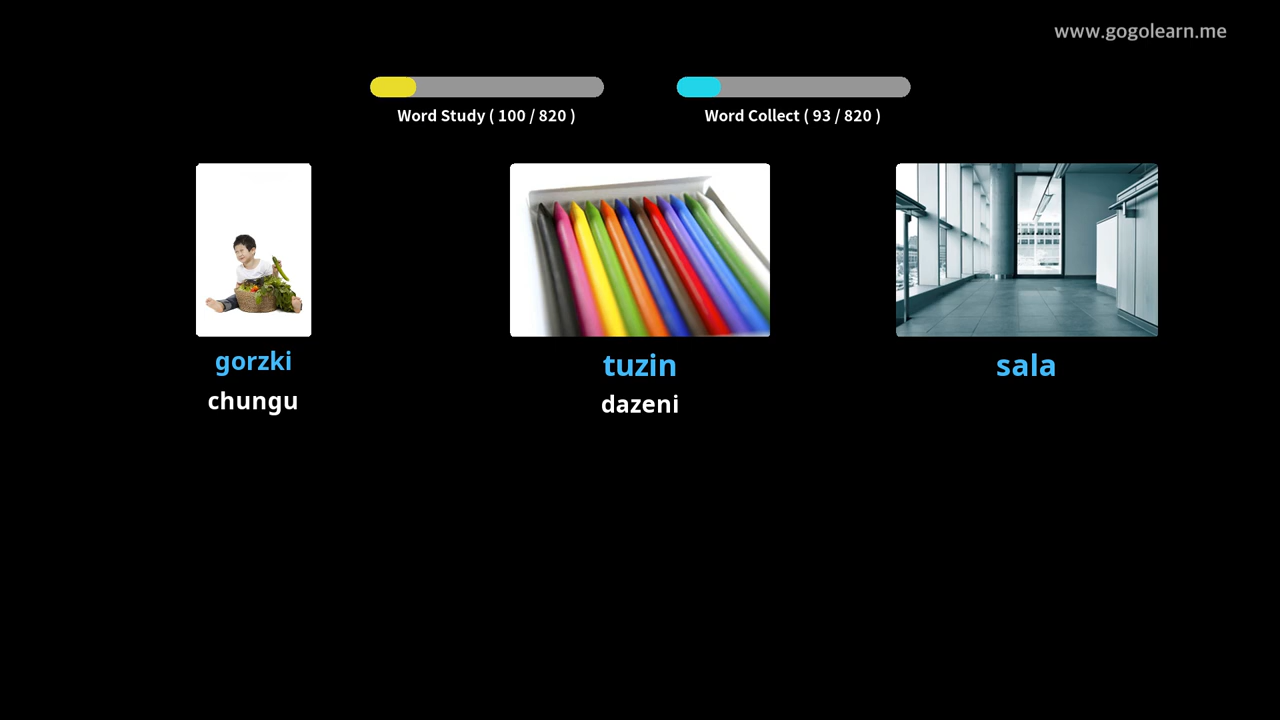 www.gogolearn.me
Word Study ( 100 / 820 )
Word Collect ( 93 / 820 )
gorzki
chungu
tuzin
dazeni
sala